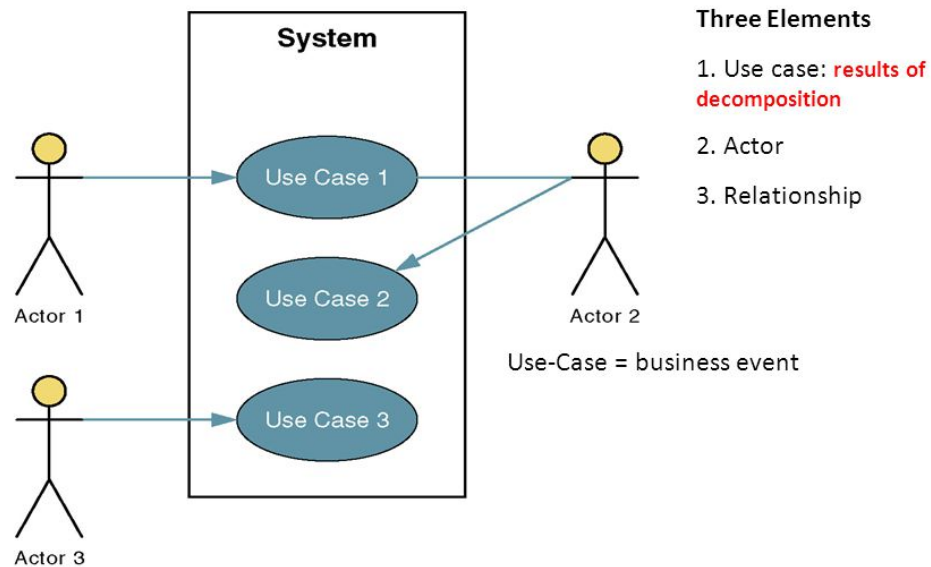 System
Use Case 1
Use Case 2
Use Case 3
Actor 1
Actor 2
Actor 3
Three Elements
1. Use case: results of
decomposition
2. Actor
3. Relationship
Use-Case = business event